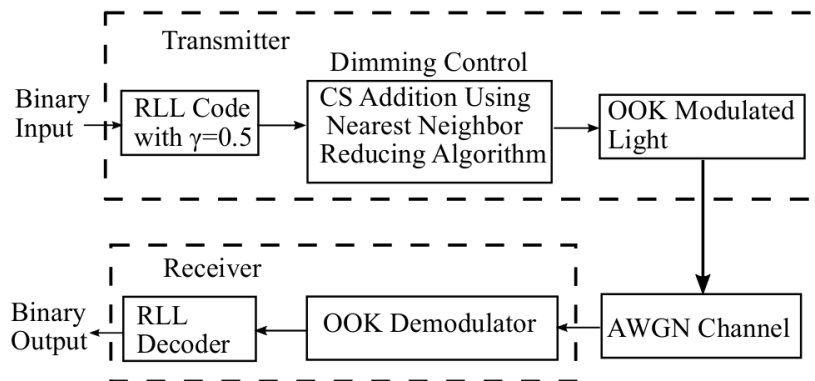 Transmitter
Dimming Control
Binary
Input
RLL Code
with γ=0.5
CS Addition Using
Nearest Neighbor
Reducing Algorithm
OOK Modulated
Light
Receiver
Binary
Output
RLL
Decoder
OOK Demodulator
AWGN Channel